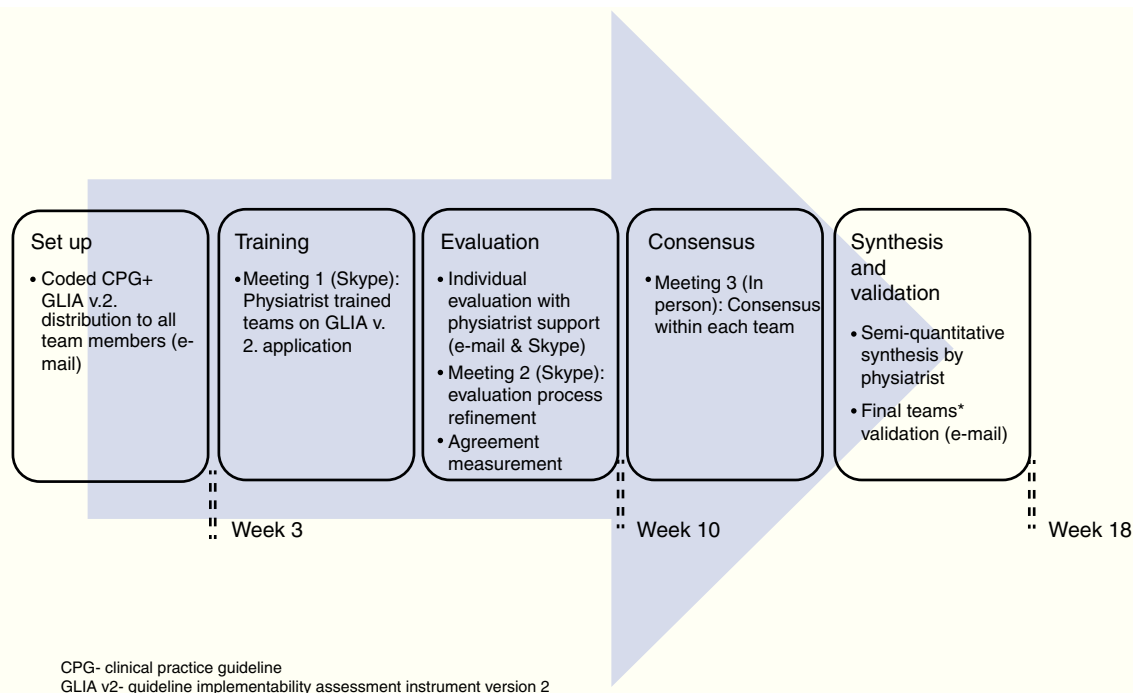 Set up
• Coded CPG+
GLIA v.2.
distribution to all
team members (e-
mail)
Training
• Meeting 1 (Skype):
Physiatrist trained
teams on GLIA v.
2. application
Evaluation
• Individual
evaluation with
physiatrist support
(e-mail & Skype)
• Meeting 2 (Skype):
evaluation process
refinement
• Agreement
measurement
Consensus
• Meeting 3 (In
person): Consensus
within each team
Synthesis
and
validation
• Semi-quantitative
synthesis by
physiatrist
• Final teams*
validation (e-mail)
Week 3
Week 10
Week 18
CPG- clinical practice guideline
GLIA v2- guideline implementability assessment instrument version 2